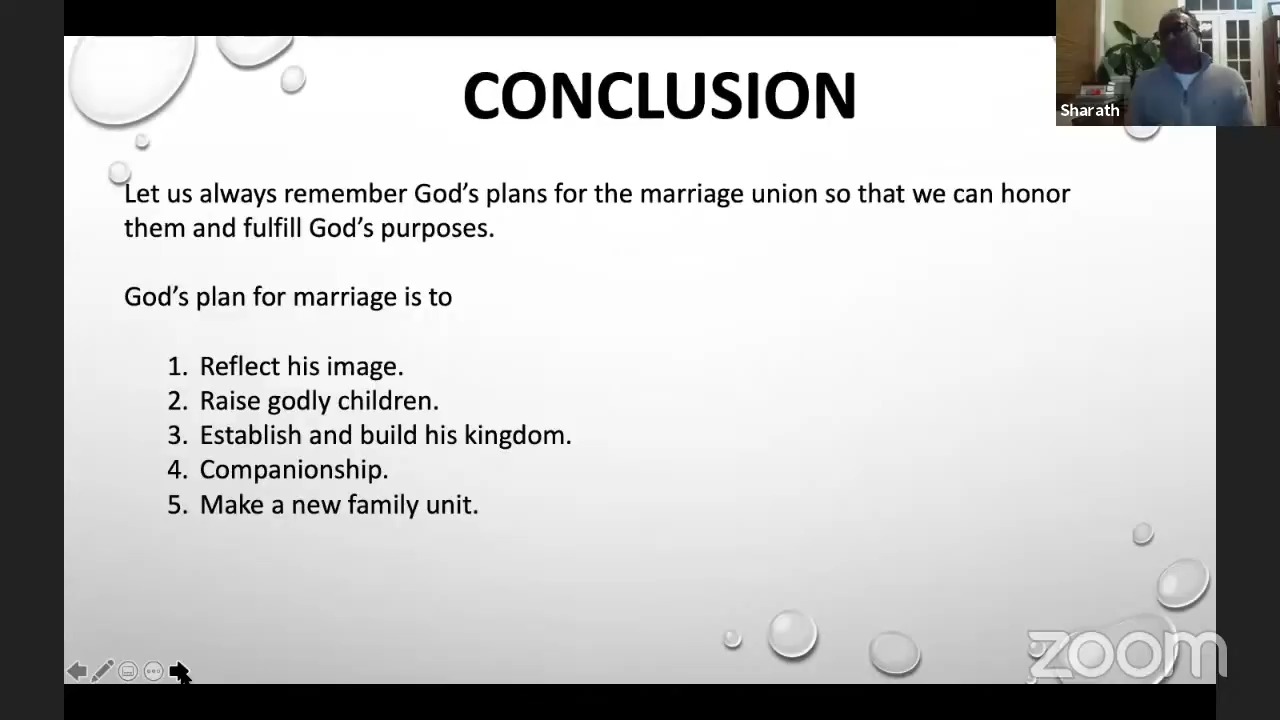 CONCLUSION
Sharath
Let us always remember God’s plans for the marriage union so that we can honor
them and fulfill God’s purposes.
God’s plan for marriage is to
1. Reflect his image.
2. Raise godly children.
3. Establish and build his kingdom.
4. Companionship.
5. Make a new family unit.
zoom